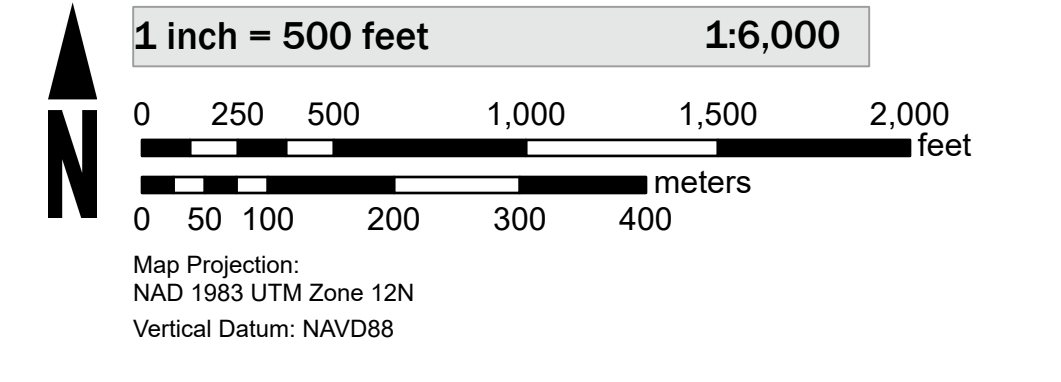 N
1 inch = 500 feet 1:6,000
0 250 500 1,000 1,500 2,000
feet
meters
0 50 100 200 300 400
Map Projection:
NAD 1983 UTM Zone 12N
Vertical Datum: NAVD88